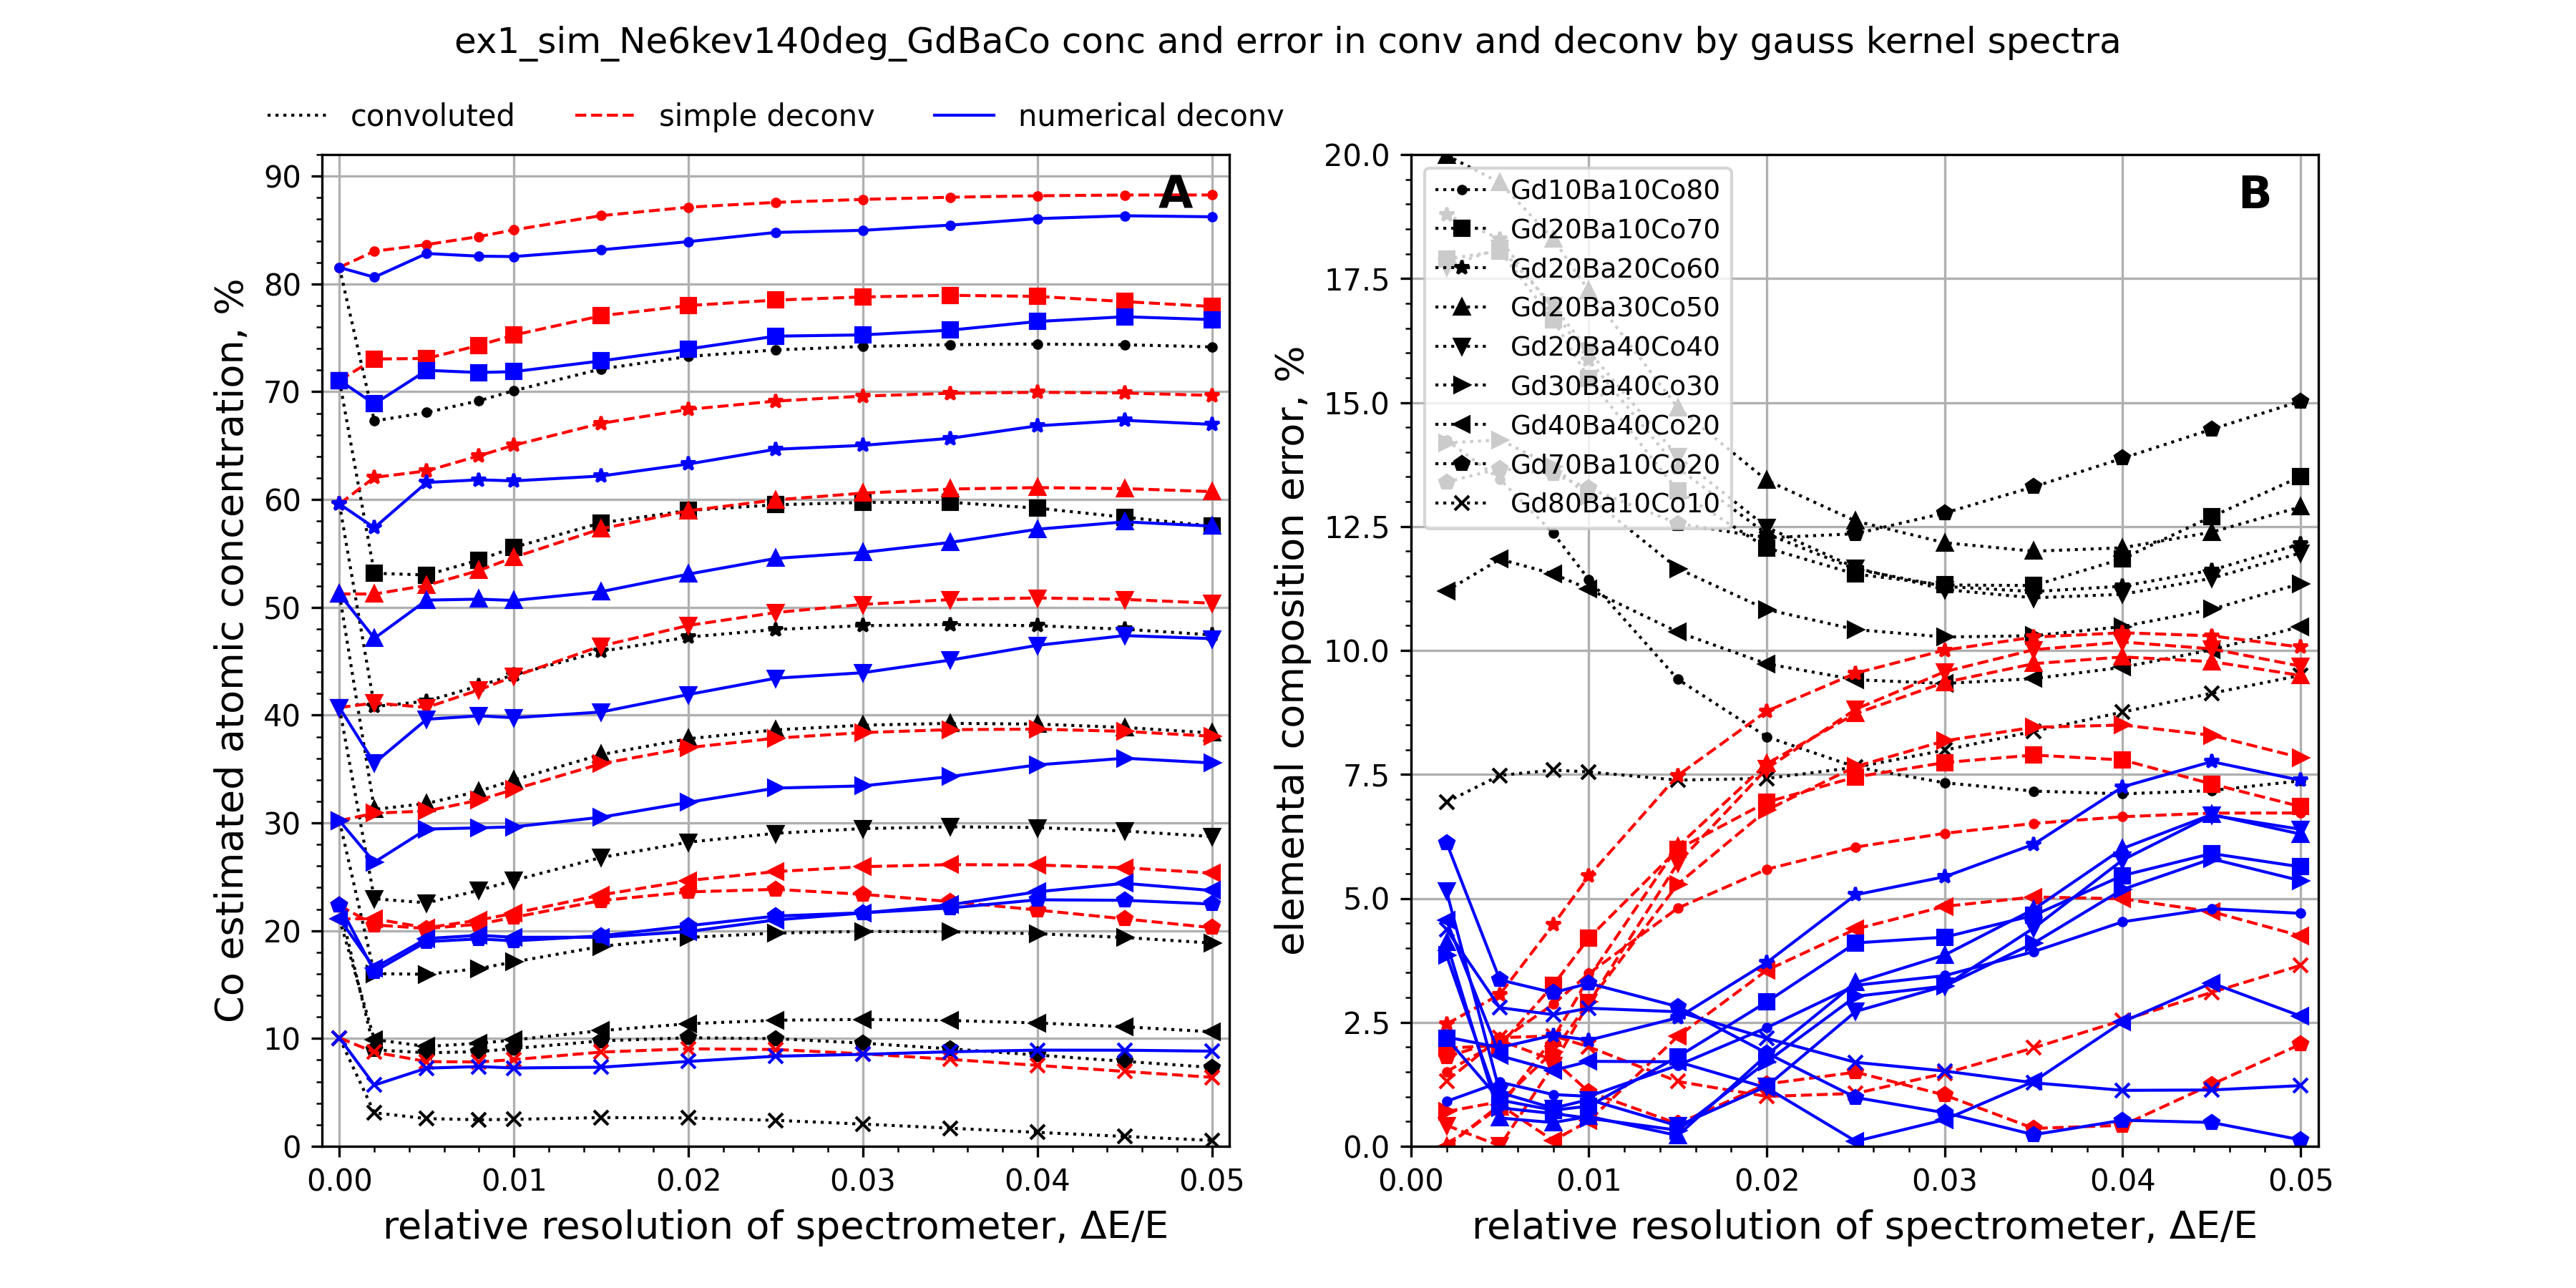 ex1_sim_Ne6kev140deg_GdBaCo conc and error in conv and deconv by gauss kernel spectra
convoluted simple deconv numerical deconv
A
Co estimated atomic concentration, %
90
80
70
60
50
40
30
20
10
0
0.00 0.01 0.02 0.03 0.04 0.05
relative resolution of spectrometer, ΔE/E
B
elemental composition error, %
20.0
17.5
15.0
12.5
10.0
7.5
5.0
2.5
0.0
Gd10Ba10Co80
Gd20Ba10Co70
Gd20Ba20Co60
Gd20Ba30Co50
Gd20Ba40Co40
Gd30Ba40Co30
Gd40Ba40Co20
Gd70Ba10Co20
Gd80Ba10Co10
0.00 0.01 0.02 0.03 0.04 0.05
relative resolution of spectrometer, ΔE/E